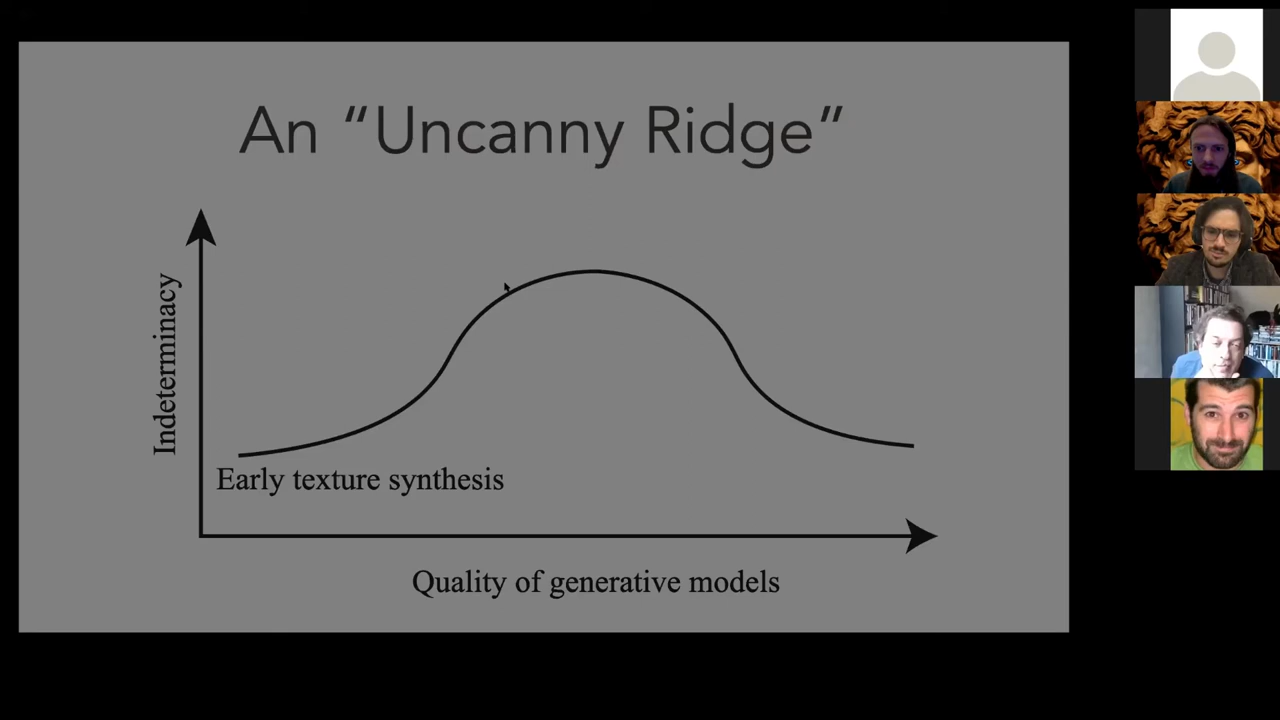 An “Uncanny Ridge”
Indeterminacy
Early texture synthesis
Quality of generative models